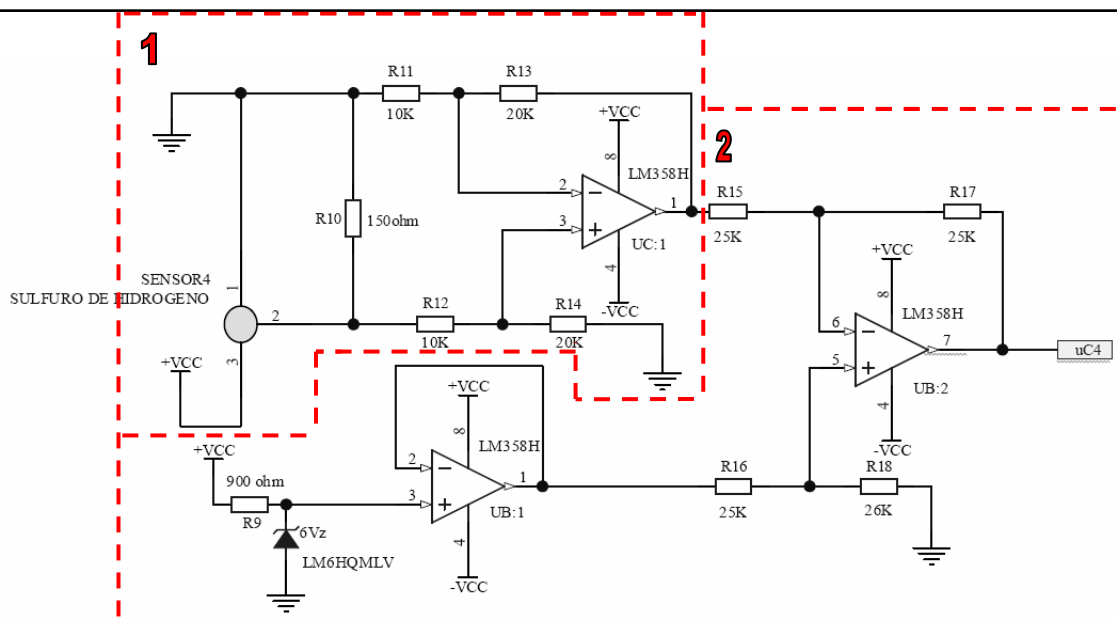 1
R11
10K
R13
20K
+VCC
8
LM358H
2
3
1
4
-VCC
UC:1
R10
150ohm
SENSOR4
SULFURO DE HIDROGENO
1
2
3
+VCC
R12
10K
R14
20K
2
R15
25K
R17
25K
+VCC
8
LM358H
6
5
7
4
-VCC
UB:2
uC4
+VCC
900 ohm
R9
6Vz
LM6HQMLV
+VCC
8
LM358H
2
3
1
4
-VCC
UB:1
R16
25K
R18
26K